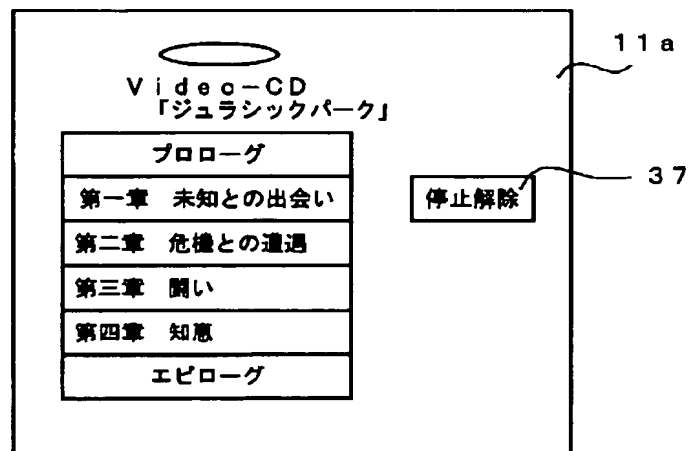 11a
Video-CD
「ジュラシックパーク」
プロローグ
第一章 未知との出会い
停止解除
37
第二章 危機との遭遇
第三章 闘い
第四章 知恵
エピローグ